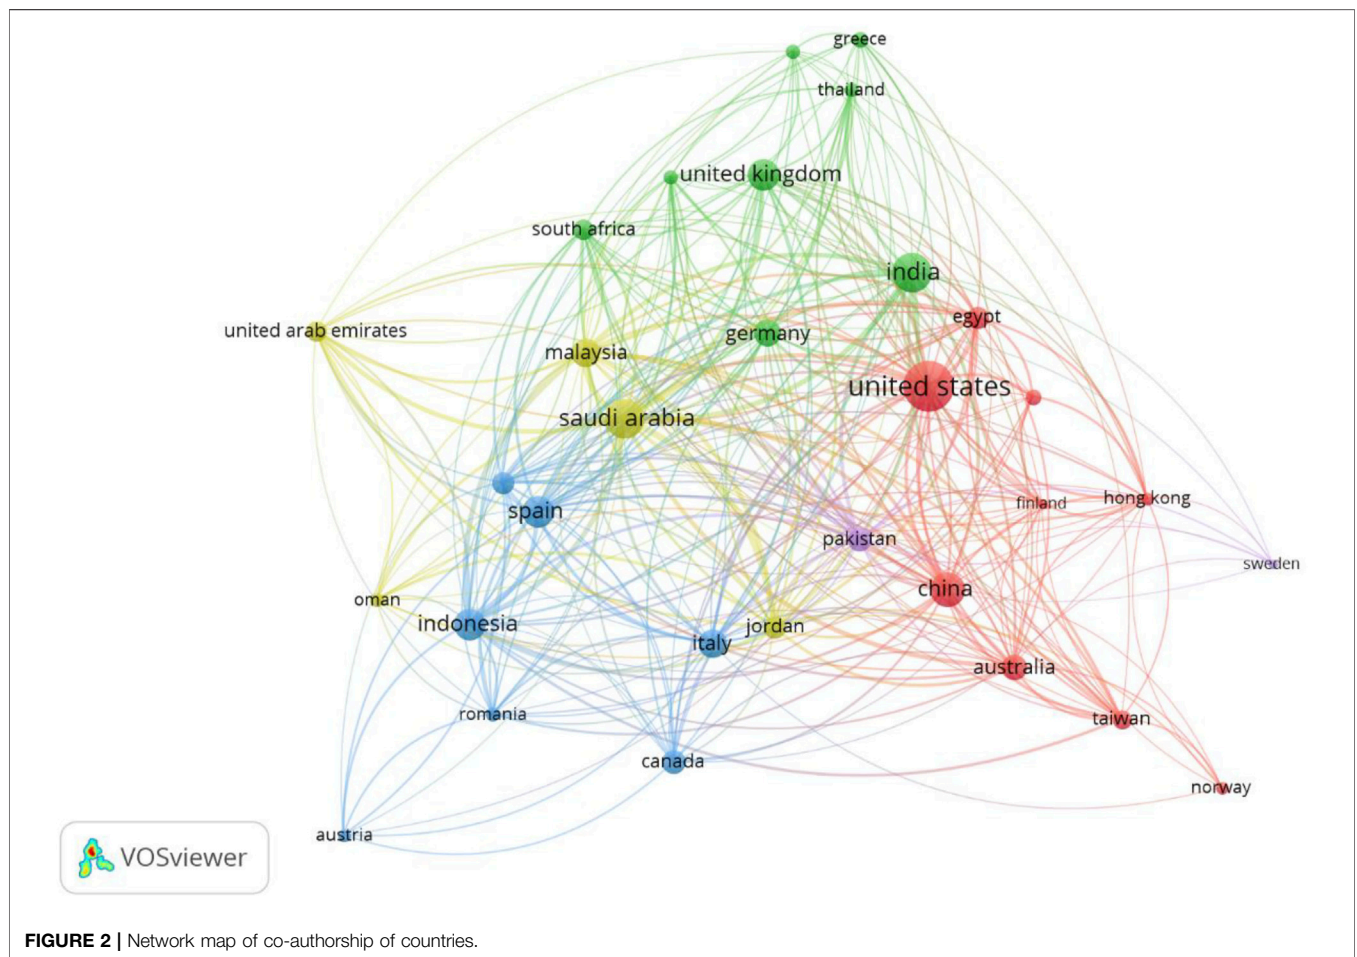 greece
thailand
united kingdom
south africa
india
egypt
united arab emirates
germany
malaysia
united states
saudi arabia
hong kong
finland
spain
pakistan
sweden
china
oman
indonesia
jordan
italy
australia
romania
taiwan
canada
norway
austria
VOSviewer
FIGURE 2 | Network map of co-authorship of countries.